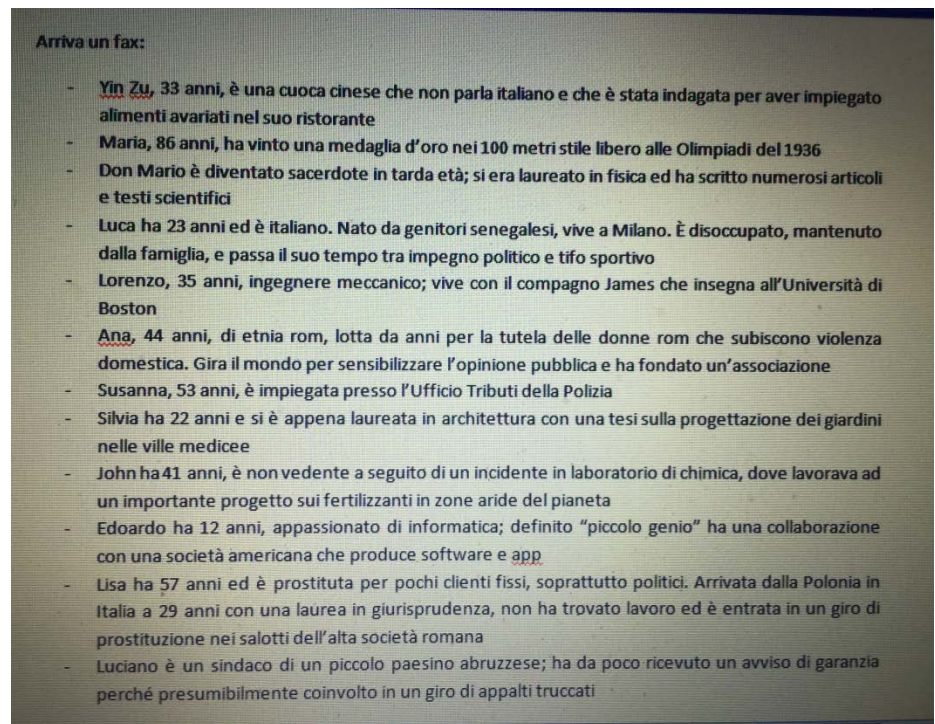 Arriva un fax:
- Yin Zu, 33 anni, è una cuoca cinese che non parla italiano e che è stata indagata per aver impiegato
alimenti avariati nel suo ristorante
- Maria, 86 anni, ha vinto una medaglia d'oro nei 100 metri stile libero alle Olimpiadi del 1936
- Don Mario è diventato sacerdote in tarda età; si era laureato in fisica ed ha scritto numerosi articoli
e testi scientifici
- Luca ha 23 anni ed è italiano. Nato da genitori senegalesi, vive a Milano. È disoccupato, mantenuto
dalla famiglia, e passa il suo tempo tra impegno politico e tifo sportivo
- Lorenzo, 35 anni, ingegnere meccanico; vive con il compagno James che insegna all'Università di
Boston
- Ana, 44 anni, di etnia rom, lotta da anni per la tutela delle donne rom che subiscono violenza
domestica. Gira il mondo per sensibilizzare l'opinione pubblica e ha fondato un'associazione
- Susanna, 53 anni, è impiegata presso l'Ufficio Tributi della Polizia
- Silvia ha 22 anni e si è appena laureata in architettura con una tesi sulla progettazione dei giardini
nelle ville medicee
- John ha 41 anni, è non vedente a seguito di un incidente in laboratorio di chimica, dove lavorava ad
un importante progetto sui fertilizzanti in zone aride del pianeta
- Edoardo ha 12 anni, appassionato di informatica; definito "piccolo genio" ha una collaborazione
con una società americana che produce software e app
- Lisa ha 57 anni ed è prostituta per pochi clienti fissi, soprattutto politici. Arrivata dalla Polonia in
Italia a 29 anni con una laurea in giurisprudenza, non ha trovato lavoro ed è entrata in un giro di
prostituzione nei salotti dell'alta società romana
- Luciano è un sindaco di un piccolo paesino abruzzese; ha da poco ricevuto un avviso di garanzia
perché presumibilmente coinvolto in un giro di appalti truccati